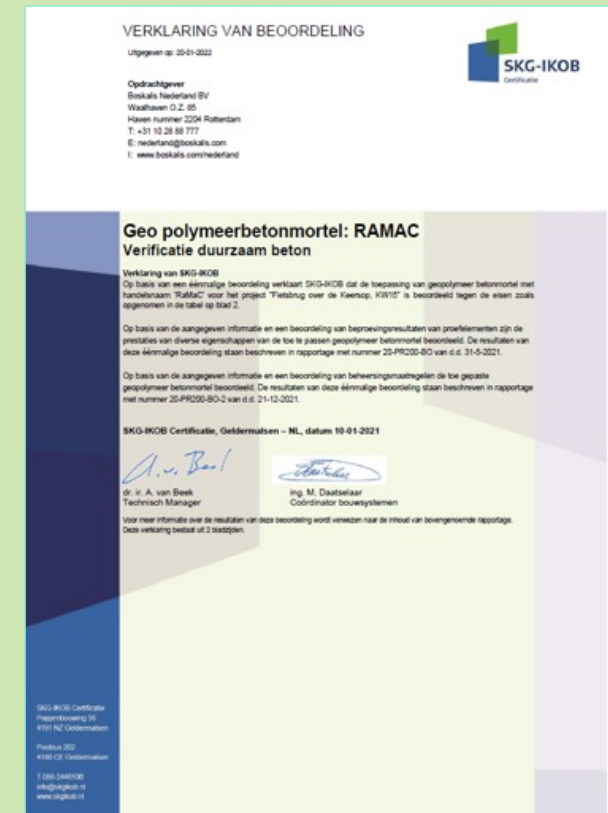 VERKLARING VAN BEOORDELING
Uitgegeven op: 20-01-2022
SKG-IKOB
Certificatie
Opdrachtgever
Boskalis Nederland BV
Waalhaven O.Z. 85
Haven nummer 2204 Rotterdam
T: +31 10 28 88 777
E: nederland@boskalis.com
I: www.boskalis.com/nederland
Geo polymeerbetonmortel: RAMAC
Verificatie duurzaam beton
Verklaring van SKG-IKOB
Op basis van een éénmalige beoordeling verklaart SKG-IKOB dat de toepassing van geopolymeer betonmortel met
handelsnaam "RaMaC" voor het project "Fietsbrug over de Keersop, KW15" is beoordeeld tegen de eisen zoals
opgenomen in de tabel op blad 2.
Op basis van de aangegeven informatie en een beoordeling van beproevingsresultaten van proefelementen zijn de
prestaties van diverse eigenschappen van de toe te passen geopolymeer betonmortel beoordeeld. De resultaten van
deze éénmalige beoordeling staan beschreven in rapportage met nummer 20-PR200-BO van d.d. 31-5-2021.
Op basis van de aangegeven informatie en een beoordeling van beheersingsmaatregelen de toe gepaste
geopolymeer betonmortel beoordeeld. De resultaten van deze éénmalige beoordeling staan beschreven in rapportage
met nummer 20-PR200-BO-2 van d.d. 21-12-2021.
SKG-IKOB Certificatie, Geldermalsen – NL, datum 10-01-2021
dr. ir. A. van Beek
Technisch Manager
ing. M. Daatselaar
Coördinator bouwsystemen
Voor meer informatie over de resultaten van deze beoordeling wordt verwezen naar de inhoud van bovengenoemde rapportage.
Deze verklaring bestaat uit 2 bladzijden.
SKG-IKOB Certificatie
Poppenbouwing 56
4191 NZ Geldermalsen
Postbus 202
4190 CE Geldermalsen
T 088-2440100
info@skgikob.nl
www.skgikob.nl